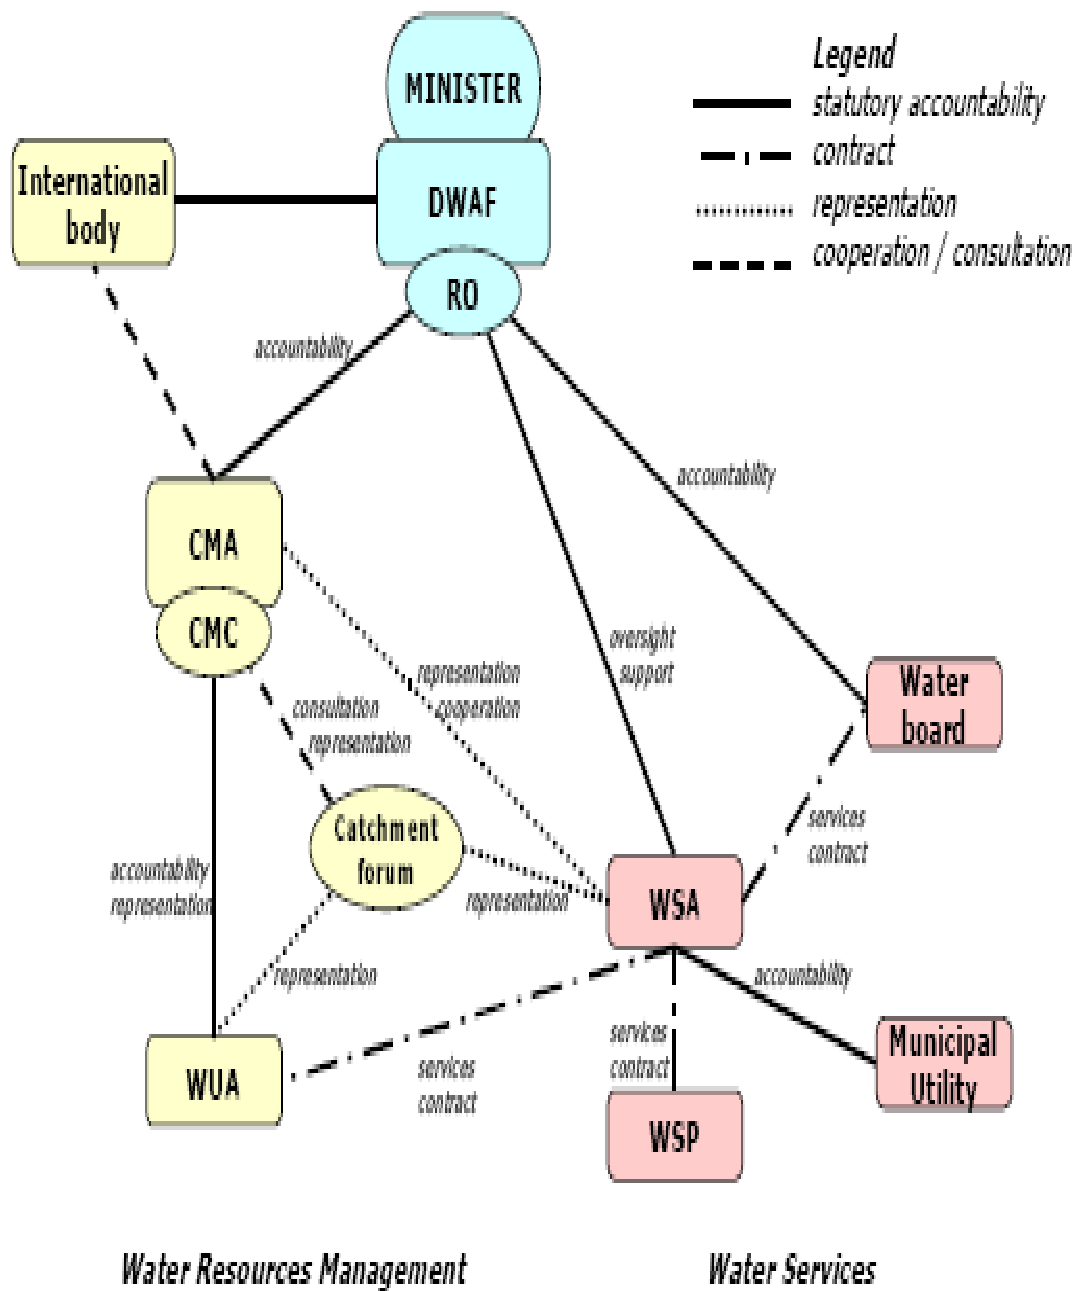 MINISTER
Legend
statutory accountability
contract
representation
cooperation / consultation
International
body
DWAF
RO
accountability
accountability
CMA
CMC
oversight
support
representation
cooperation
consultation
representation
Water
board
services
contract
Catchment
forum
accountability
representation
representation
WSA
representation
accountability
services
contract
services
contract
WUA
Municipal
Utility
WSP
Water Resources Management
Water Services